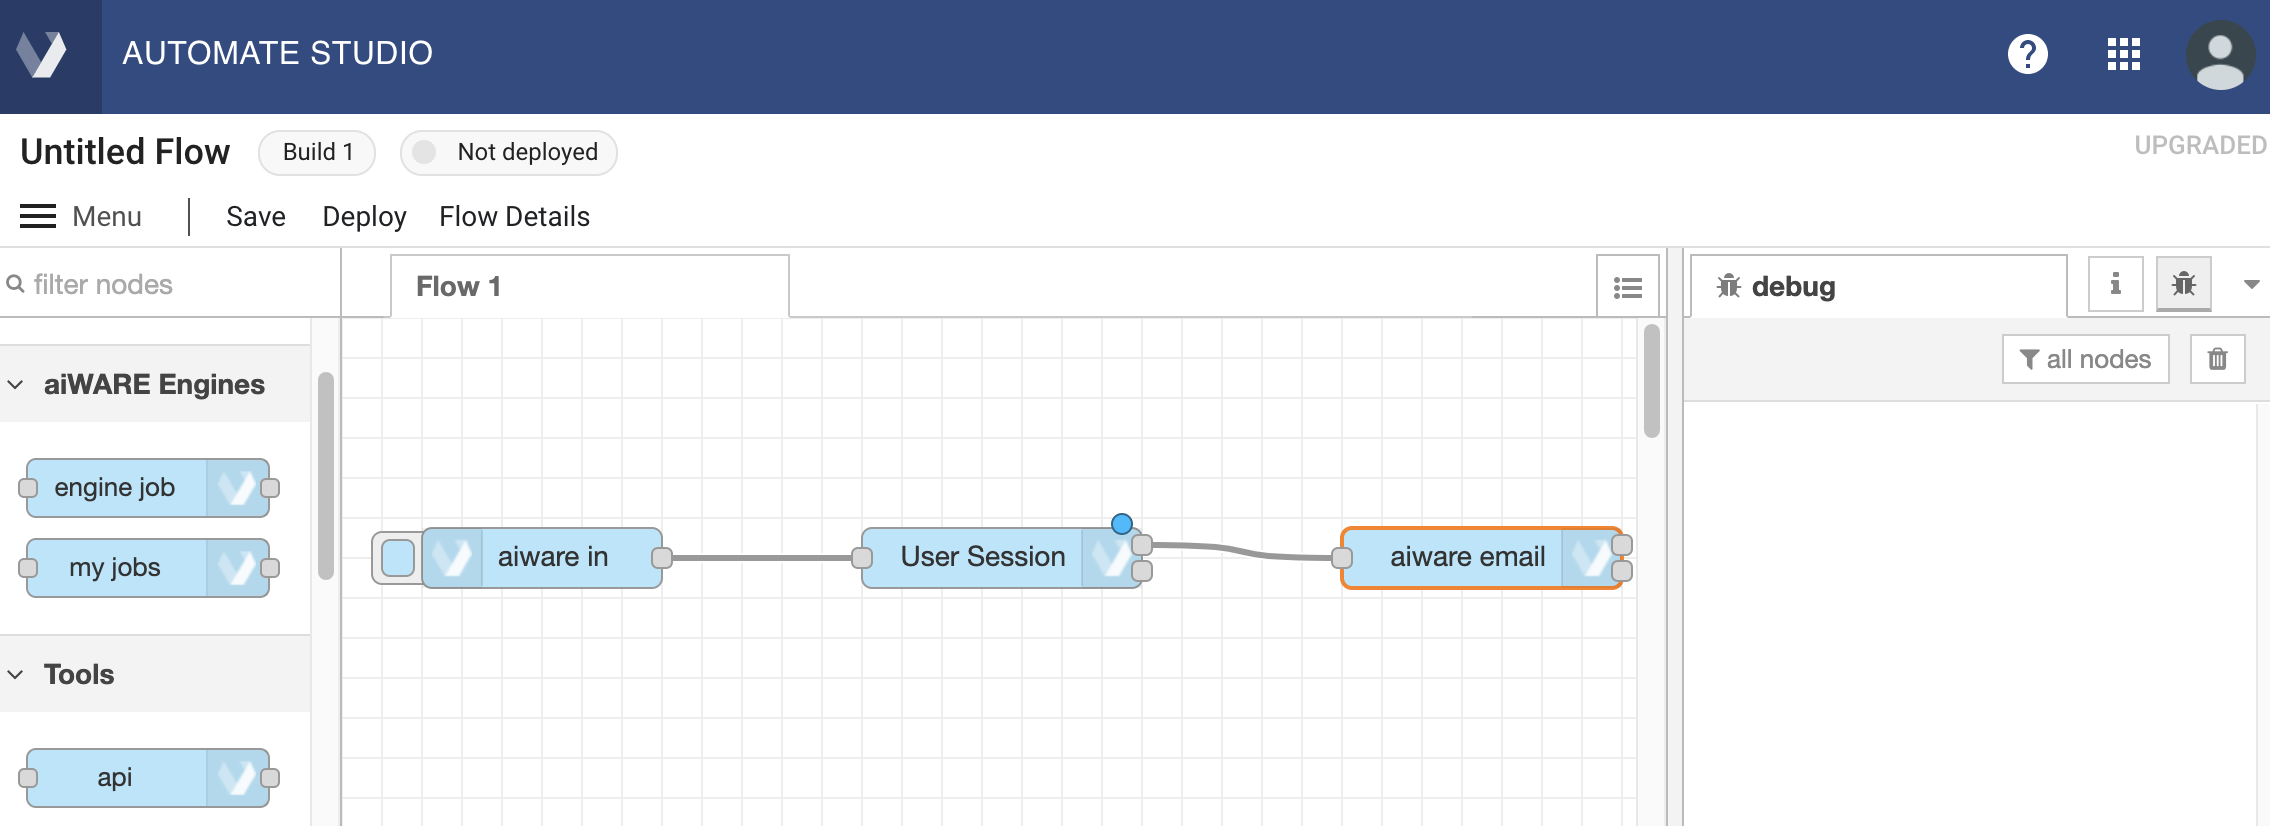 AUTOMATE STUDIO
Untitled Flow
Build 1
Not deployed
UPGRADED
Menu
Save
Deploy
Flow Details
filter nodes
Flow 1
debug
all nodes
aiWARE Engines
engine job
my jobs
Tools
api
aiware in
User Session
aiware email